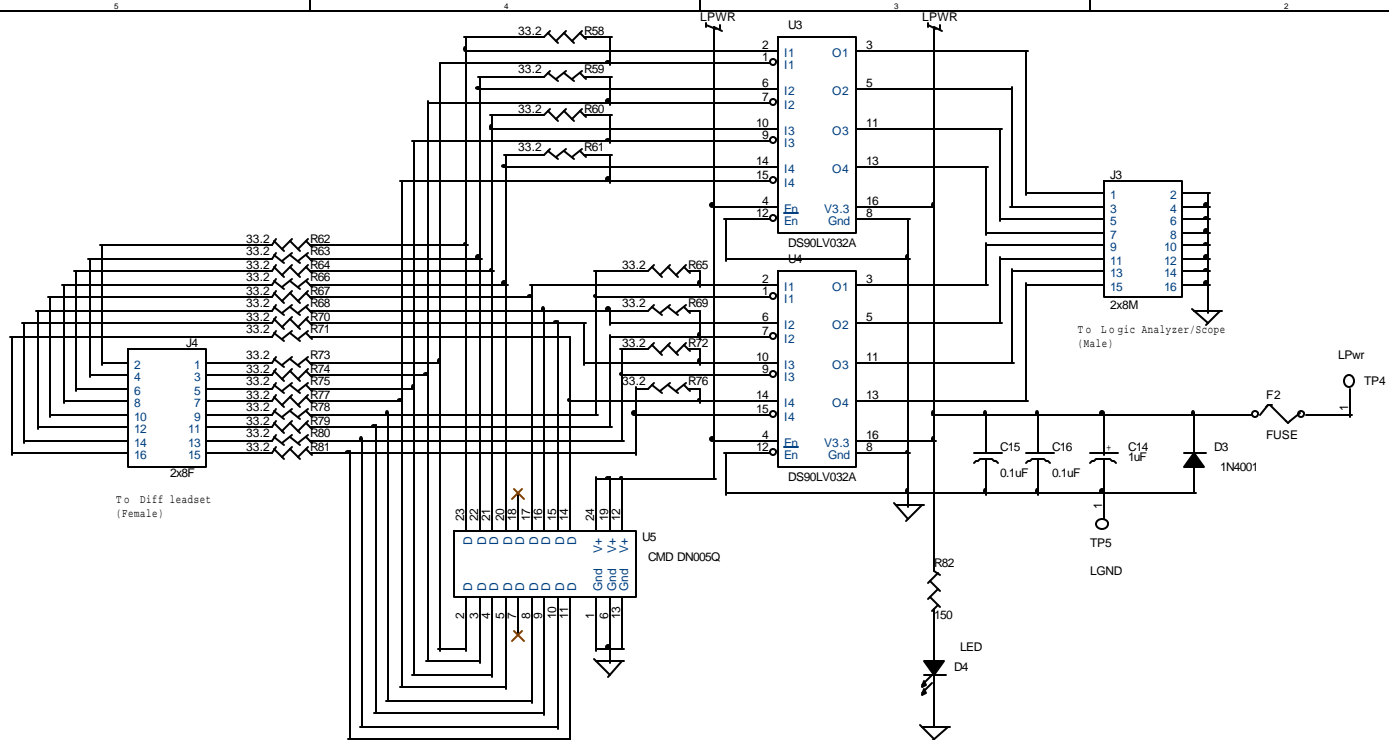 5 4 3 2
LPWR LPWR
U3
33.2 R58
33.2 R59
33.2 R60
33.2 R61
2 I1 O1 3
1 I1
6 I2 O2 5
7 I2
10 I3 O3 11
9 I3
14 I4 O4 13
15 I4
4 En V3.3 16
12 En Gnd 8
DS90LV032A
J3
1 2
3 4
5 6
7 8
9 10
11 12
13 14
15 16
2x8M
To Logic Analyzer/Scope
(Male)
33.2 R62
33.2 R63
33.2 R64
33.2 R66
33.2 R67
33.2 R68
33.2 R70
33.2 R71
33.2 R65
33.2 R69
33.2 R72
33.2 R76
U4
2 I1 O1 3
1 I1
6 I2 O2 5
7 I2
10 I3 O3 11
9 I3
14 I4 O4 13
15 I4
4 En V3.3 16
12 En Gnd 8
DS90LV032A
J4
2 1
4 3
6 5
8 7
10 9
12 11
14 13
16 15
2x8F
To Diff leadset
(Female)
33.2 R73
33.2 R74
33.2 R75
33.2 R77
33.2 R78
33.2 R79
33.2 R80
33.2 R81
LPwr
TP4
1
F2
FUSE
C15
0.1uF
C16
0.1uF
+
C14
1uF
D3
1N4001
1
TP5
LGND
23 22 21 20 18 17 16 15 14 24 19 12
D D D D D D D D D V+ V+ V+
U5
CMD DN005Q
D D D D D D D D D Gnd Gnd Gnd
2 3 4 5 7 8 9 10 11 1 6 13
R82
150
LED
D4